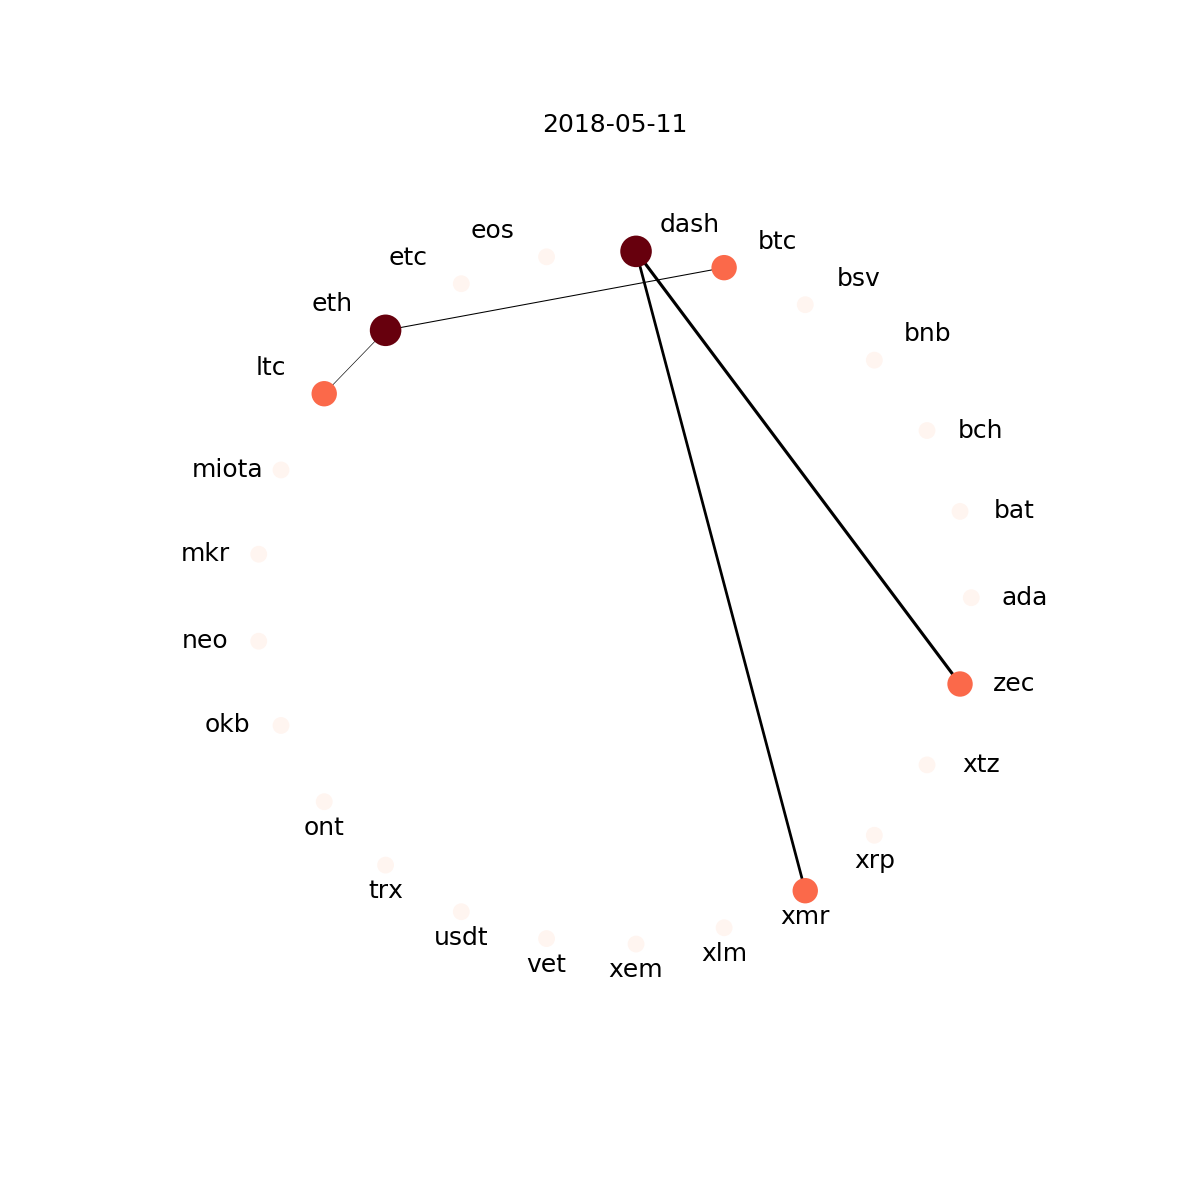 2018-05-11
dash
eos
btc
etc
bsv
eth
bnb
ltc
bch
miota
bat
mkr
ada
neo
zec
okb
xtz
ont
xrp
trx
xmr
usdt
xlm
vet
xem